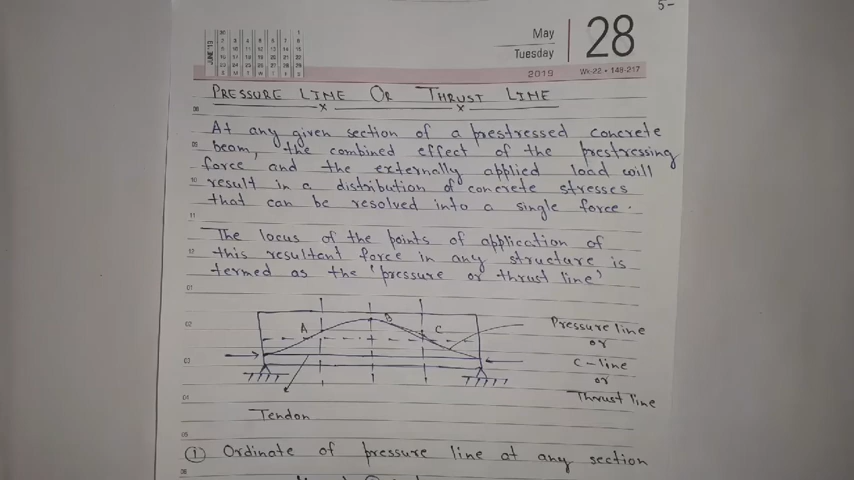 5-
May
Tuesday
28
2019
Wk-22 • 148-217
JUNE '19
PRESSURE LINE OR THRUST LINE
At any given section of a prestressed concrete
beam, the combined effect of the prestressing
force and the externally applied load will
result in a distribution of concrete stresses
that can be resolved into a single force.
The locus of the points of application of
this resultant force in any structure is
termed as the 'pressure or thrust line'
A
B
C
Pressure line
or
C-line
or
Thrust line
Tendon
① Ordinate of pressure line at any section